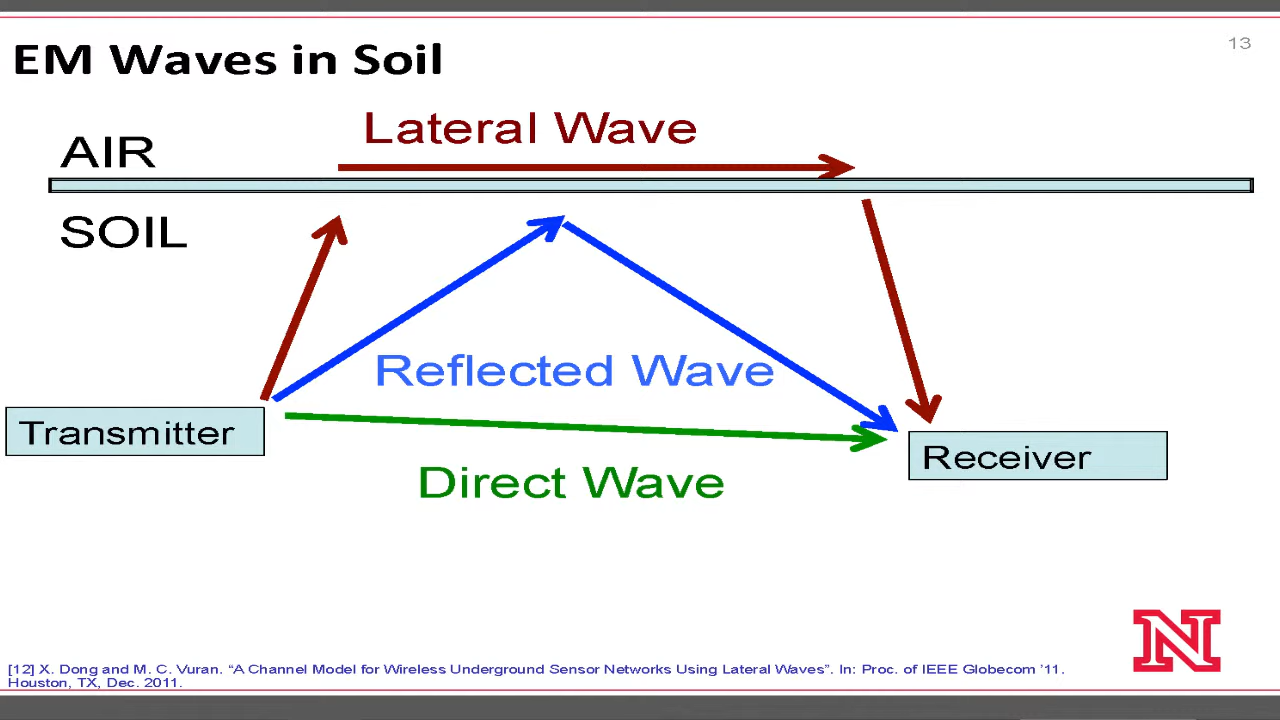 13
EM Waves in Soil
Lateral Wave
AIR
SOIL
Reflected Wave
Transmitter
Receiver
Direct Wave
N
[12] X. Dong and M. C. Vuran. “A Channel Model for Wireless Underground Sensor Networks Using Lateral Waves”. In: Proc. of IEEE Globecom ’11.
Houston, TX, Dec. 2011.